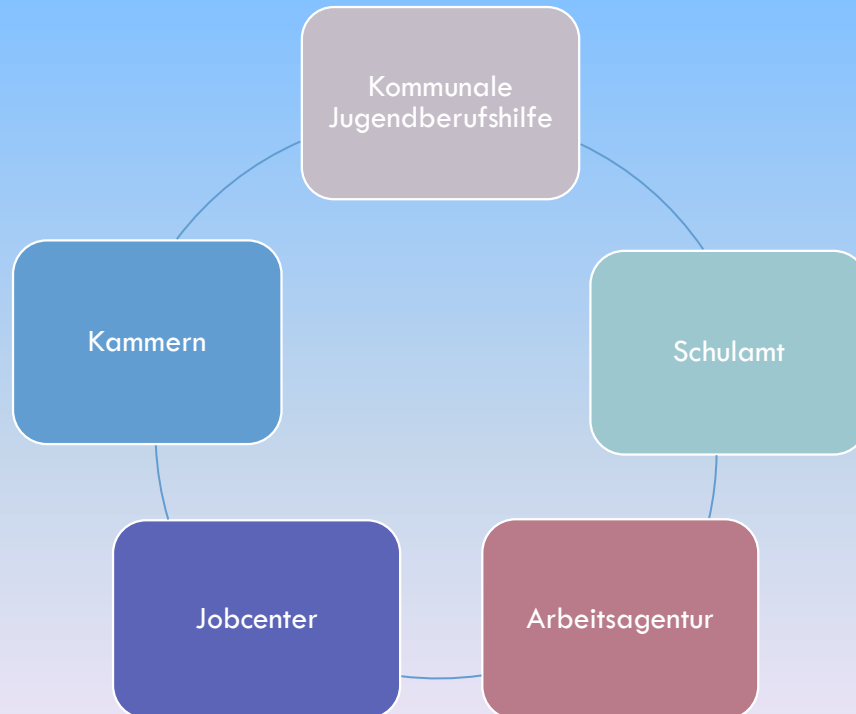 Kommunale
Jugendberufshilfe
Kammern
Schulamt
Jobcenter
Arbeitsagentur